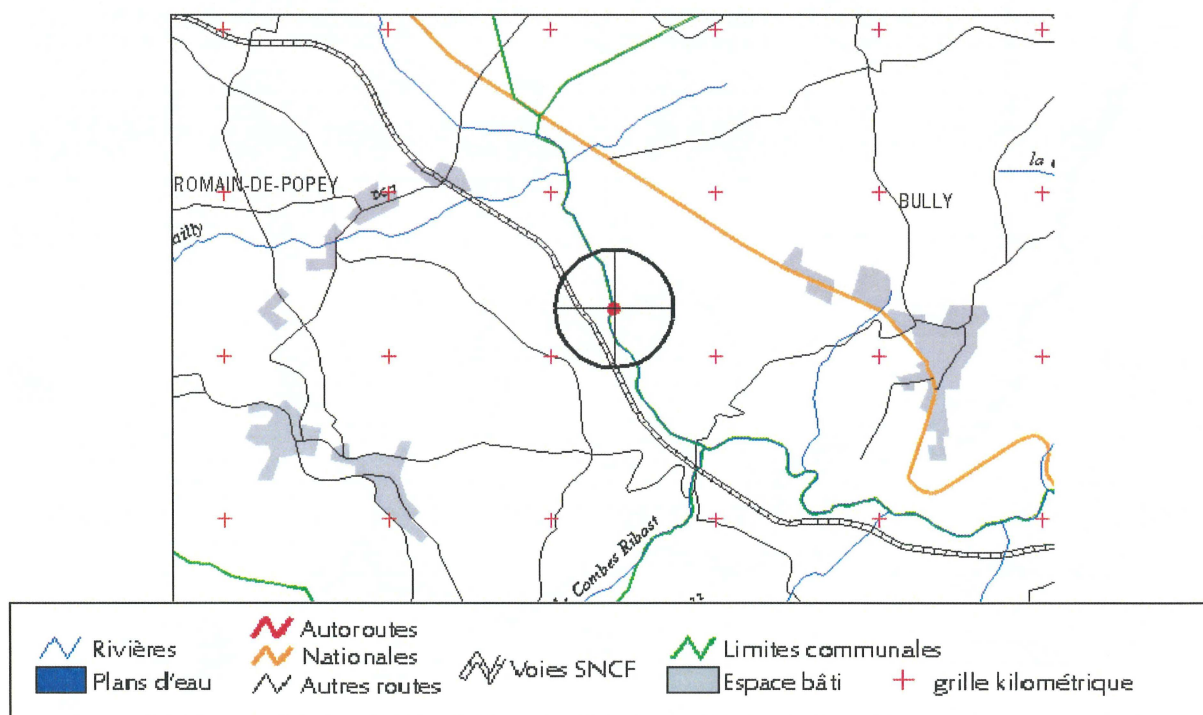 ROMAIN-DE-POPEY
BULLY
Combes Ribost
Rivières
Plans d'eau
Autoroutes
Nationales
Autres routes
Voies SNCF
Limites communales
Espace bâti
grille kilométrique